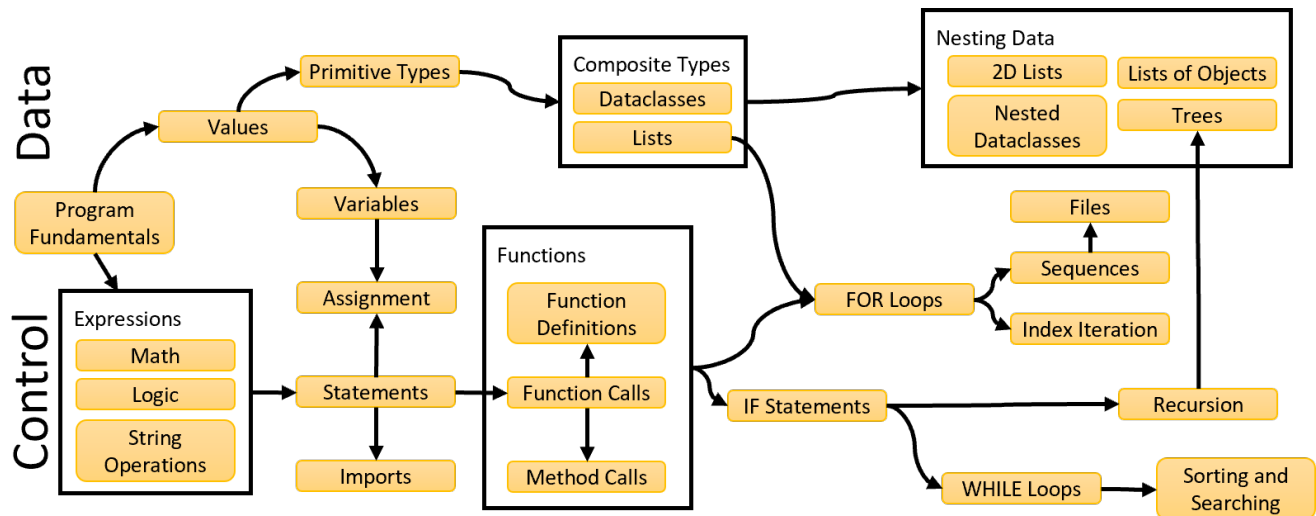 Data
Control
Program
Fundamentals
Values
Primitive Types
Variables
Assignment
Expressions
Math
Logic
String
Operations
Statements
Imports
Functions
Function
Definitions
Function Calls
Method Calls
Composite Types
Dataclasses
Lists
Nesting Data
2D Lists
Lists of Objects
Nested
Dataclasses
Trees
Files
Sequences
FOR Loops
Index Iteration
IF Statements
Recursion
WHILE Loops
Sorting and
Searching